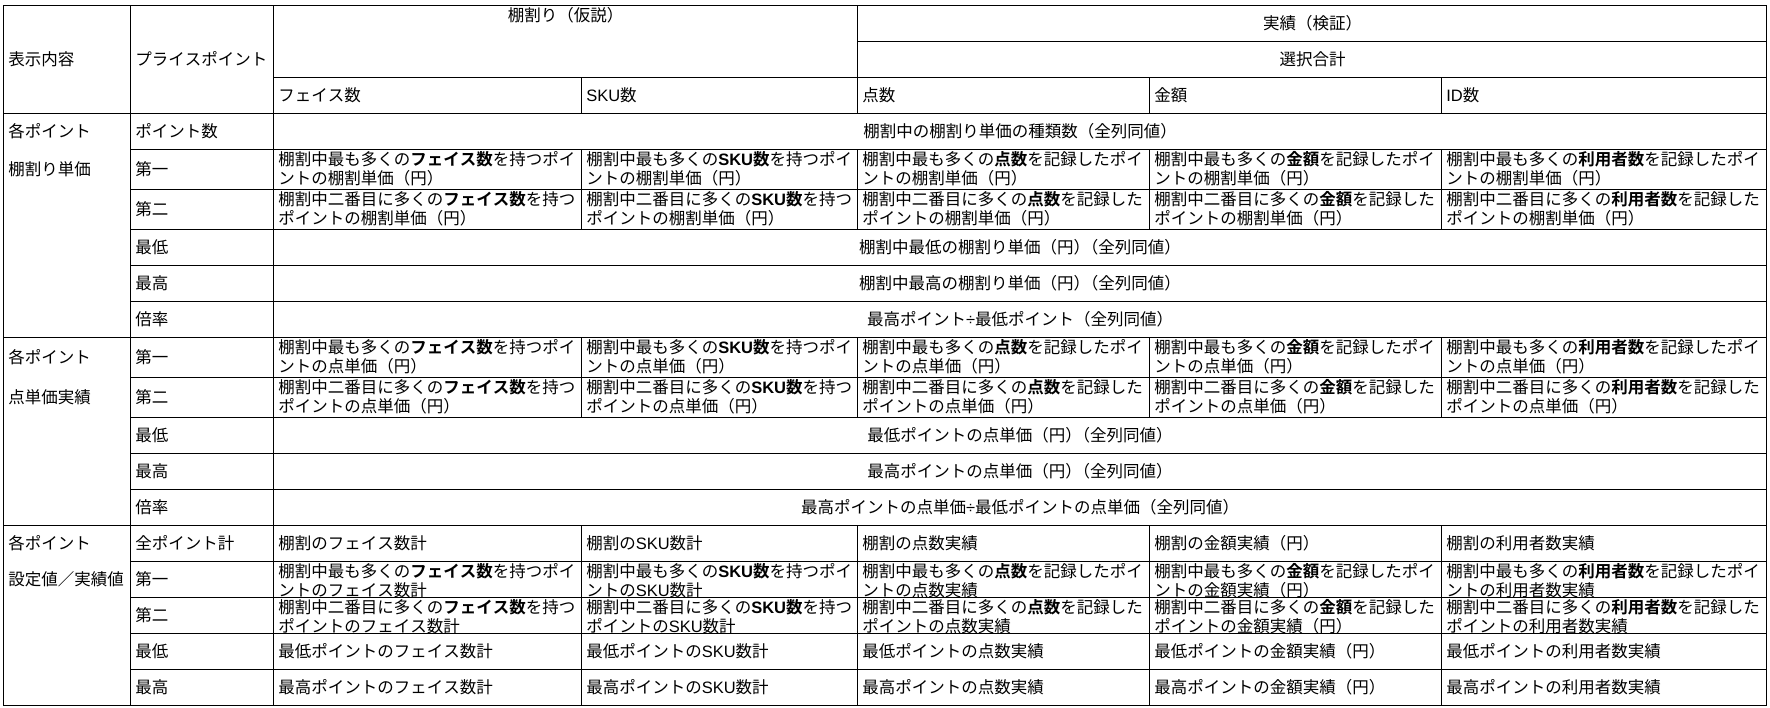 表示内容
プライスポイント
棚割り（仮説）
実績（検証）
選択合計
フェイス数
SKU数
点数
金額
ID数
各ポイント
棚割り単価
ポイント数
棚割中の棚割り単価の種類数（全列同値）
第一
棚割中最も多くのフェイス数を持つポイ
ントの棚割単価（円）
棚割中最も多くのSKU数を持つポイ
ントの棚割単価（円）
棚割中最も多くの点数を記録したポイ
ントの棚割単価（円）
棚割中最も多くの金額を記録したポイ
ントの棚割単価（円）
棚割中最も多くの利用者数を記録したポイ
ントの棚割単価（円）
第二
棚割中二番目に多くのフェイス数を持つ
ポイントの棚割単価（円）
棚割中二番目に多くのSKU数を持つ
ポイントの棚割単価（円）
棚割中二番目に多くの点数を記録した
ポイントの棚割単価（円）
棚割中二番目に多くの金額を記録した
ポイントの棚割単価（円）
棚割中二番目に多くの利用者数を記録した
ポイントの棚割単価（円）
最低
棚割中最低の棚割り単価（円）（全列同値）
最高
棚割中最高の棚割り単価（円）（全列同値）
倍率
最高ポイント÷最低ポイント（全列同値）
各ポイント
点単価実績
第一
棚割中最も多くのフェイス数を持つポイ
ントの点単価（円）
棚割中最も多くのSKU数を持つポイ
ントの点単価（円）
棚割中最も多くの点数を記録したポイ
ントの点単価（円）
棚割中最も多くの金額を記録したポイ
ントの点単価（円）
棚割中最も多くの利用者数を記録したポイ
ントの点単価（円）
第二
棚割中二番目に多くのフェイス数を持つ
ポイントの点単価（円）
棚割中二番目に多くのSKU数を持つ
ポイントの点単価（円）
棚割中二番目に多くの点数を記録した
ポイントの点単価（円）
棚割中二番目に多くの金額を記録した
ポイントの点単価（円）
棚割中二番目に多くの利用者数を記録した
ポイントの点単価（円）
最低
最低ポイントの点単価（円）（全列同値）
最高
最高ポイントの点単価（円）（全列同値）
倍率
最高ポイントの点単価÷最低ポイントの点単価（全列同値）
各ポイント
設定値／実績値
全ポイント計
棚割のフェイス数計
棚割のSKU数計
棚割の点数実績
棚割の金額実績（円）
棚割の利用者数実績
第一
棚割中最も多くのフェイス数を持つポイ
ントのフェイス数計
棚割中最も多くのSKU数を持つポイ
ントのSKU数計
棚割中最も多くの点数を記録したポイ
ントの点数実績
棚割中最も多くの金額を記録したポイ
ントの金額実績（円）
棚割中最も多くの利用者数を記録したポイ
ントの利用者数実績
第二
棚割中二番目に多くのフェイス数を持つ
ポイントのフェイス数計
棚割中二番目に多くのSKU数を持つ
ポイントのSKU数計
棚割中二番目に多くの点数を記録した
ポイントの点数実績
棚割中二番目に多くの金額を記録した
ポイントの金額実績（円）
棚割中二番目に多くの利用者数を記録した
ポイントの利用者数実績
最低
最低ポイントのフェイス数計
最低ポイントのSKU数計
最低ポイントの点数実績
最低ポイントの金額実績（円）
最低ポイントの利用者数実績
最高
最高ポイントのフェイス数計
最高ポイントのSKU数計
最高ポイントの点数実績
最高ポイントの金額実績（円）
最高ポイントの利用者数実績